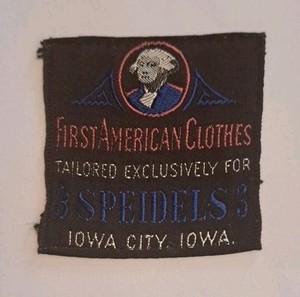 FIRST AMERICAN CLOTHES
TAILORED EXCLUSIVELY FOR
3 SPEIDELS 3
IOWA CITY, IOWA.